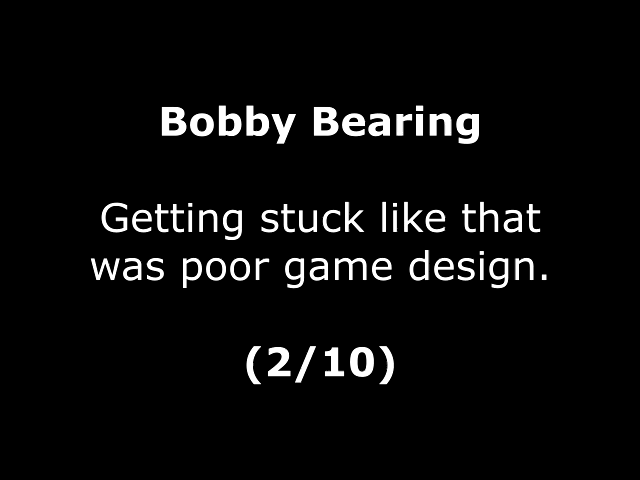 Bobby Bearing
Getting stuck like that
was poor game design.
(2/10)